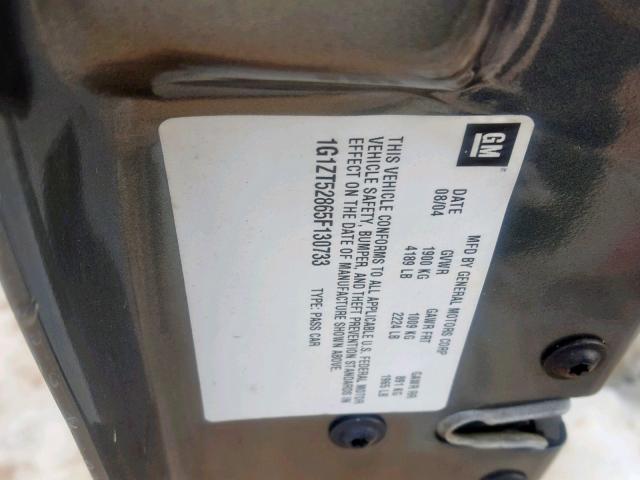 GM
MFD BY GENERAL MOTORS CORP
DATE GVWR GAWR FRT GAWR RR
08/04 1900 KG 1009 KG 891 KG
4189 LB 2224 LB 1965 LB
THIS VEHICLE CONFORMS TO ALL APPLICABLE U.S. FEDERAL MOTOR
VEHICLE SAFETY, BUMPER, AND THEFT PREVENTION STANDARDS IN
EFFECT ON THE DATE OF MANUFACTURE SHOWN ABOVE.
1G1ZT528G5F130733 TYPE: PASS CAR